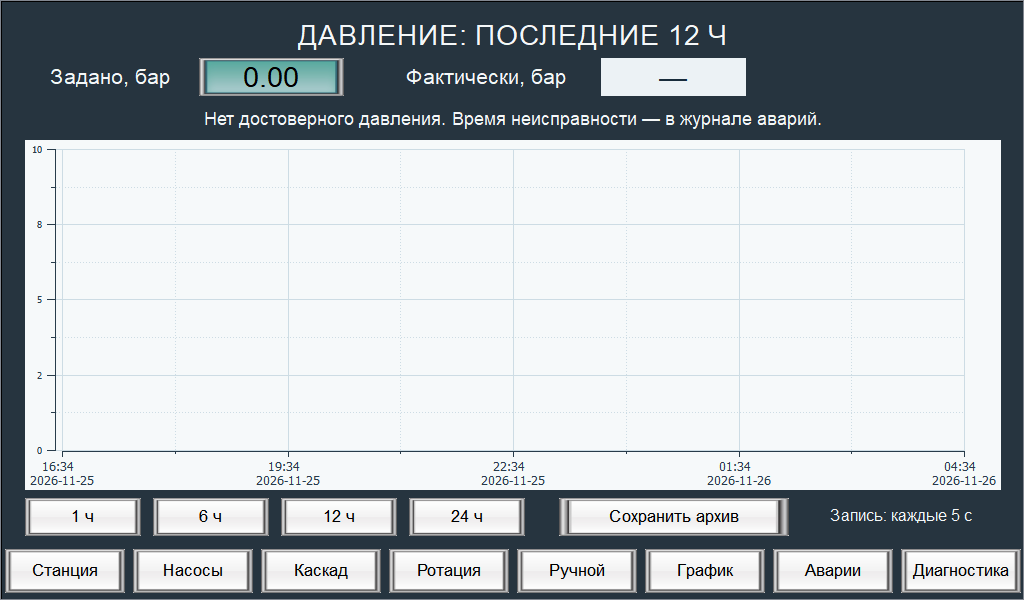 ДАВЛЕНИЕ: ПОСЛЕДНИЕ 12 Ч
Задано, бар 0.00 Фактически, бар —
Нет достоверного давления. Время неисправности — в журнале аварий.
10
8
5
2
0
16:34 19:34 22:34 01:34 04:34
2026-11-25 2026-11-25 2026-11-25 2026-11-26 2026-11-26
1 ч 6 ч 12 ч 24 ч Сохранить архив Запись: каждые 5 с
Станция Насосы Каскад Ротация Ручной График Аварии Диагностика